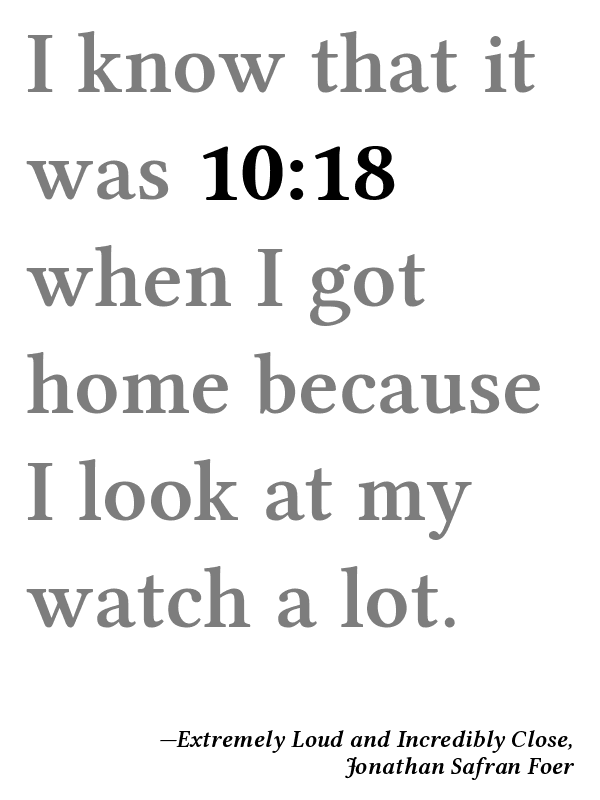 I know that it
was 10:18
when I got
home because
I look at my
watch a lot.
—Extremely Loud and Incredibly Close,
Jonathan Safran Foer